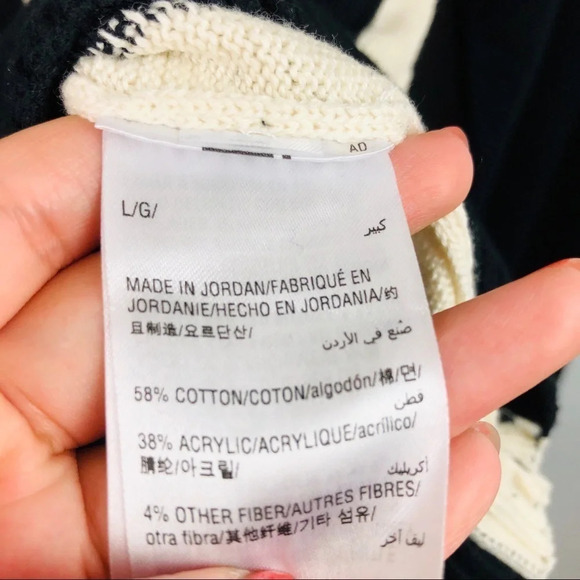 AD
L/G/
كبير
MADE IN JORDAN/FABRIQUÉ EN
JORDANIE/HECHO EN JORDANIA/约
旦制造/요르단산/
صنع في الأردن
58% COTTON/COTON/algodón/棉/면/
قطن
38% ACRYLIC/ACRYLIQUE/acrílico/
腈纶/아크릴/
أكريليك
4% OTHER FIBER/AUTRES FIBRES/
otra fibra/其他纤维/기타 섬유/
ليف آخر